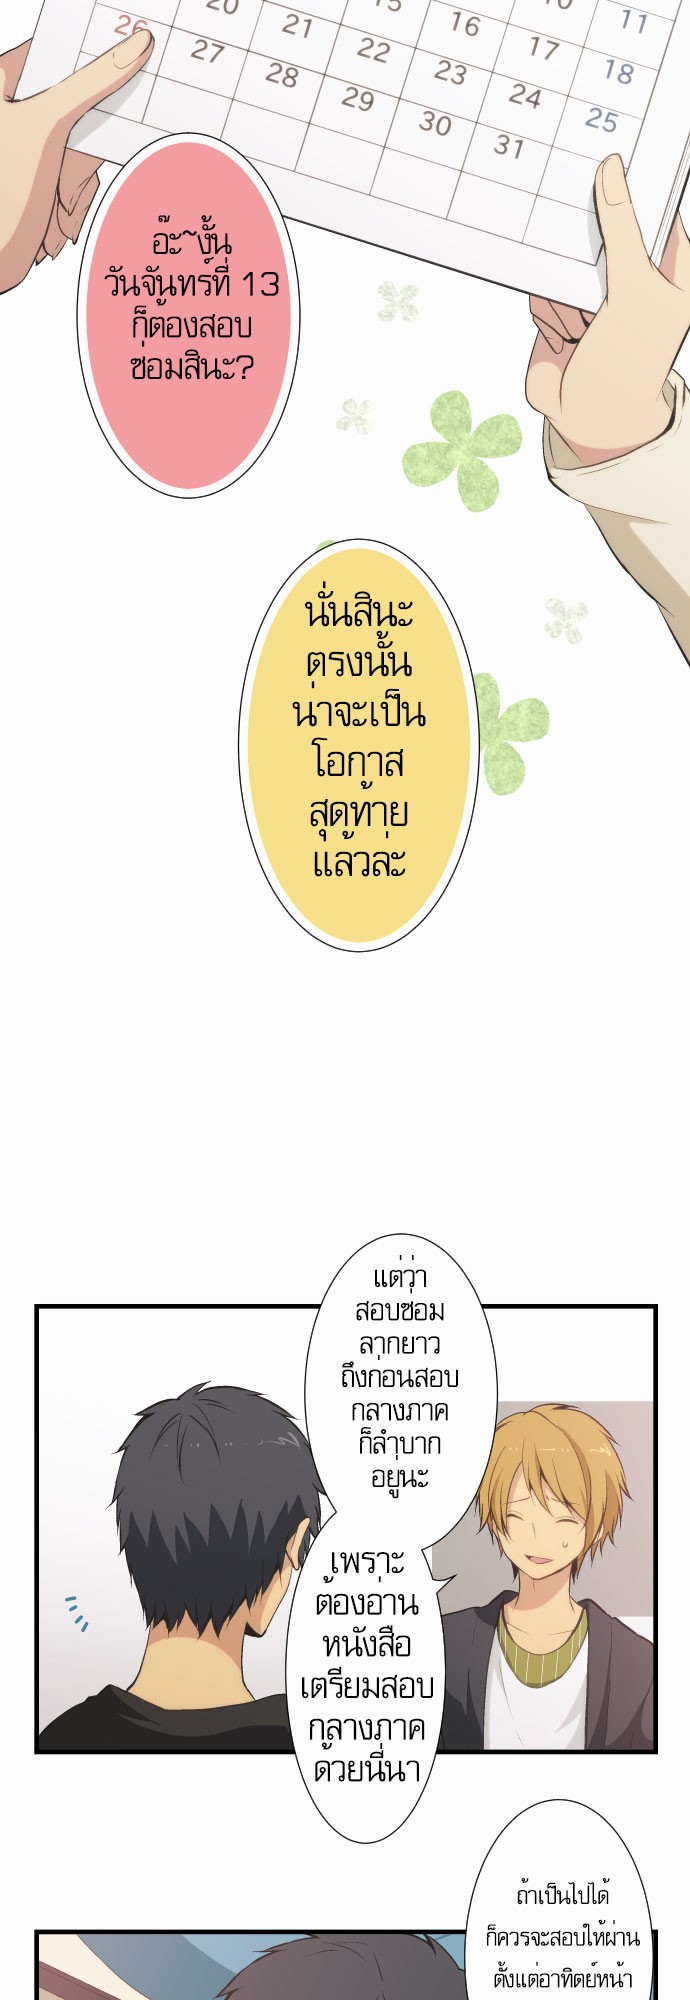 11
15 16 17 18
20 21 22 23 24 25
26 27 28 29 30 31
อ๊ะ~งั้น
วันจันทร์ที่ 13
ก็ต้องสอบ
ซ่อมสินะ?
นั่นสินะ
ตรงนั้น
น่าจะเป็น
โอกาส
สุดท้าย
แล้วล่ะ
แต่ว่า
สอบซ่อม
ลากยาว
ถึงก่อนสอบ
กลางภาค
ก็ลำบาก
อยู่นะ
เพราะ
ต้องอ่าน
หนังสือ
เตรียมสอบ
กลางภาค
ด้วยนี่นา
ถ้าเป็นไปได้
ก็ควรจะสอบให้ผ่าน
ตั้งแต่อาทิตย์หน้า